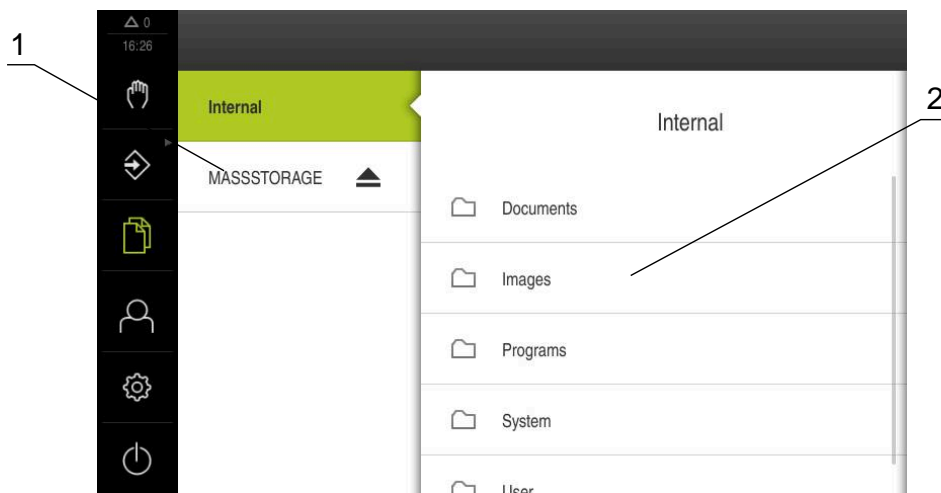 △ 0
16:26
1
Internal
MASSSTORAGE
Internal
Documents
Images
Programs
System
User
2